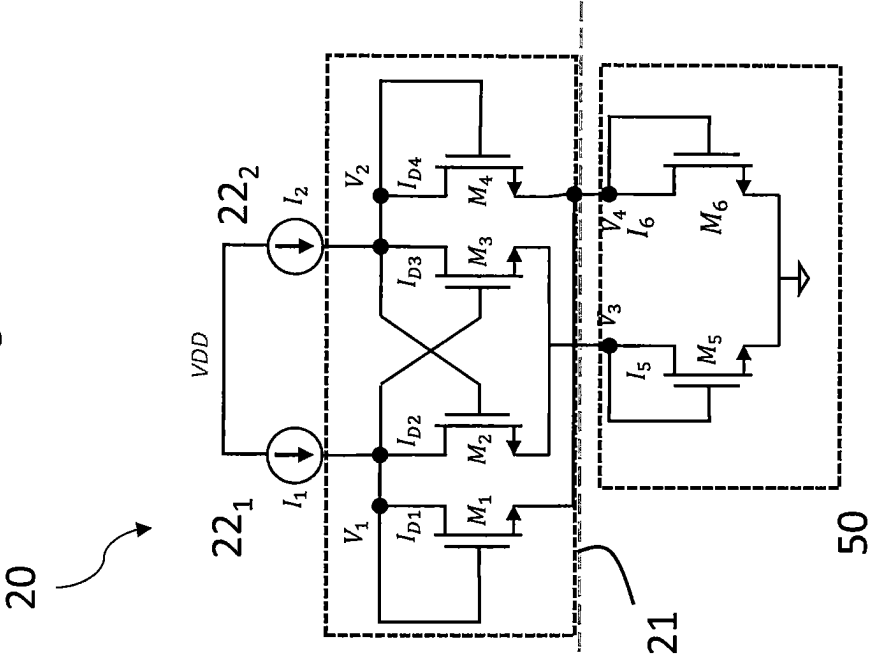 20
22₁
22₂
VDD
I₁
I₂
V₁
V₂
I_D1
I_D2
I_D3
I_D4
M₁
M₂
M₃
M₄
21
V₃
V₄
I₅
I₆
M₅
M₆
50